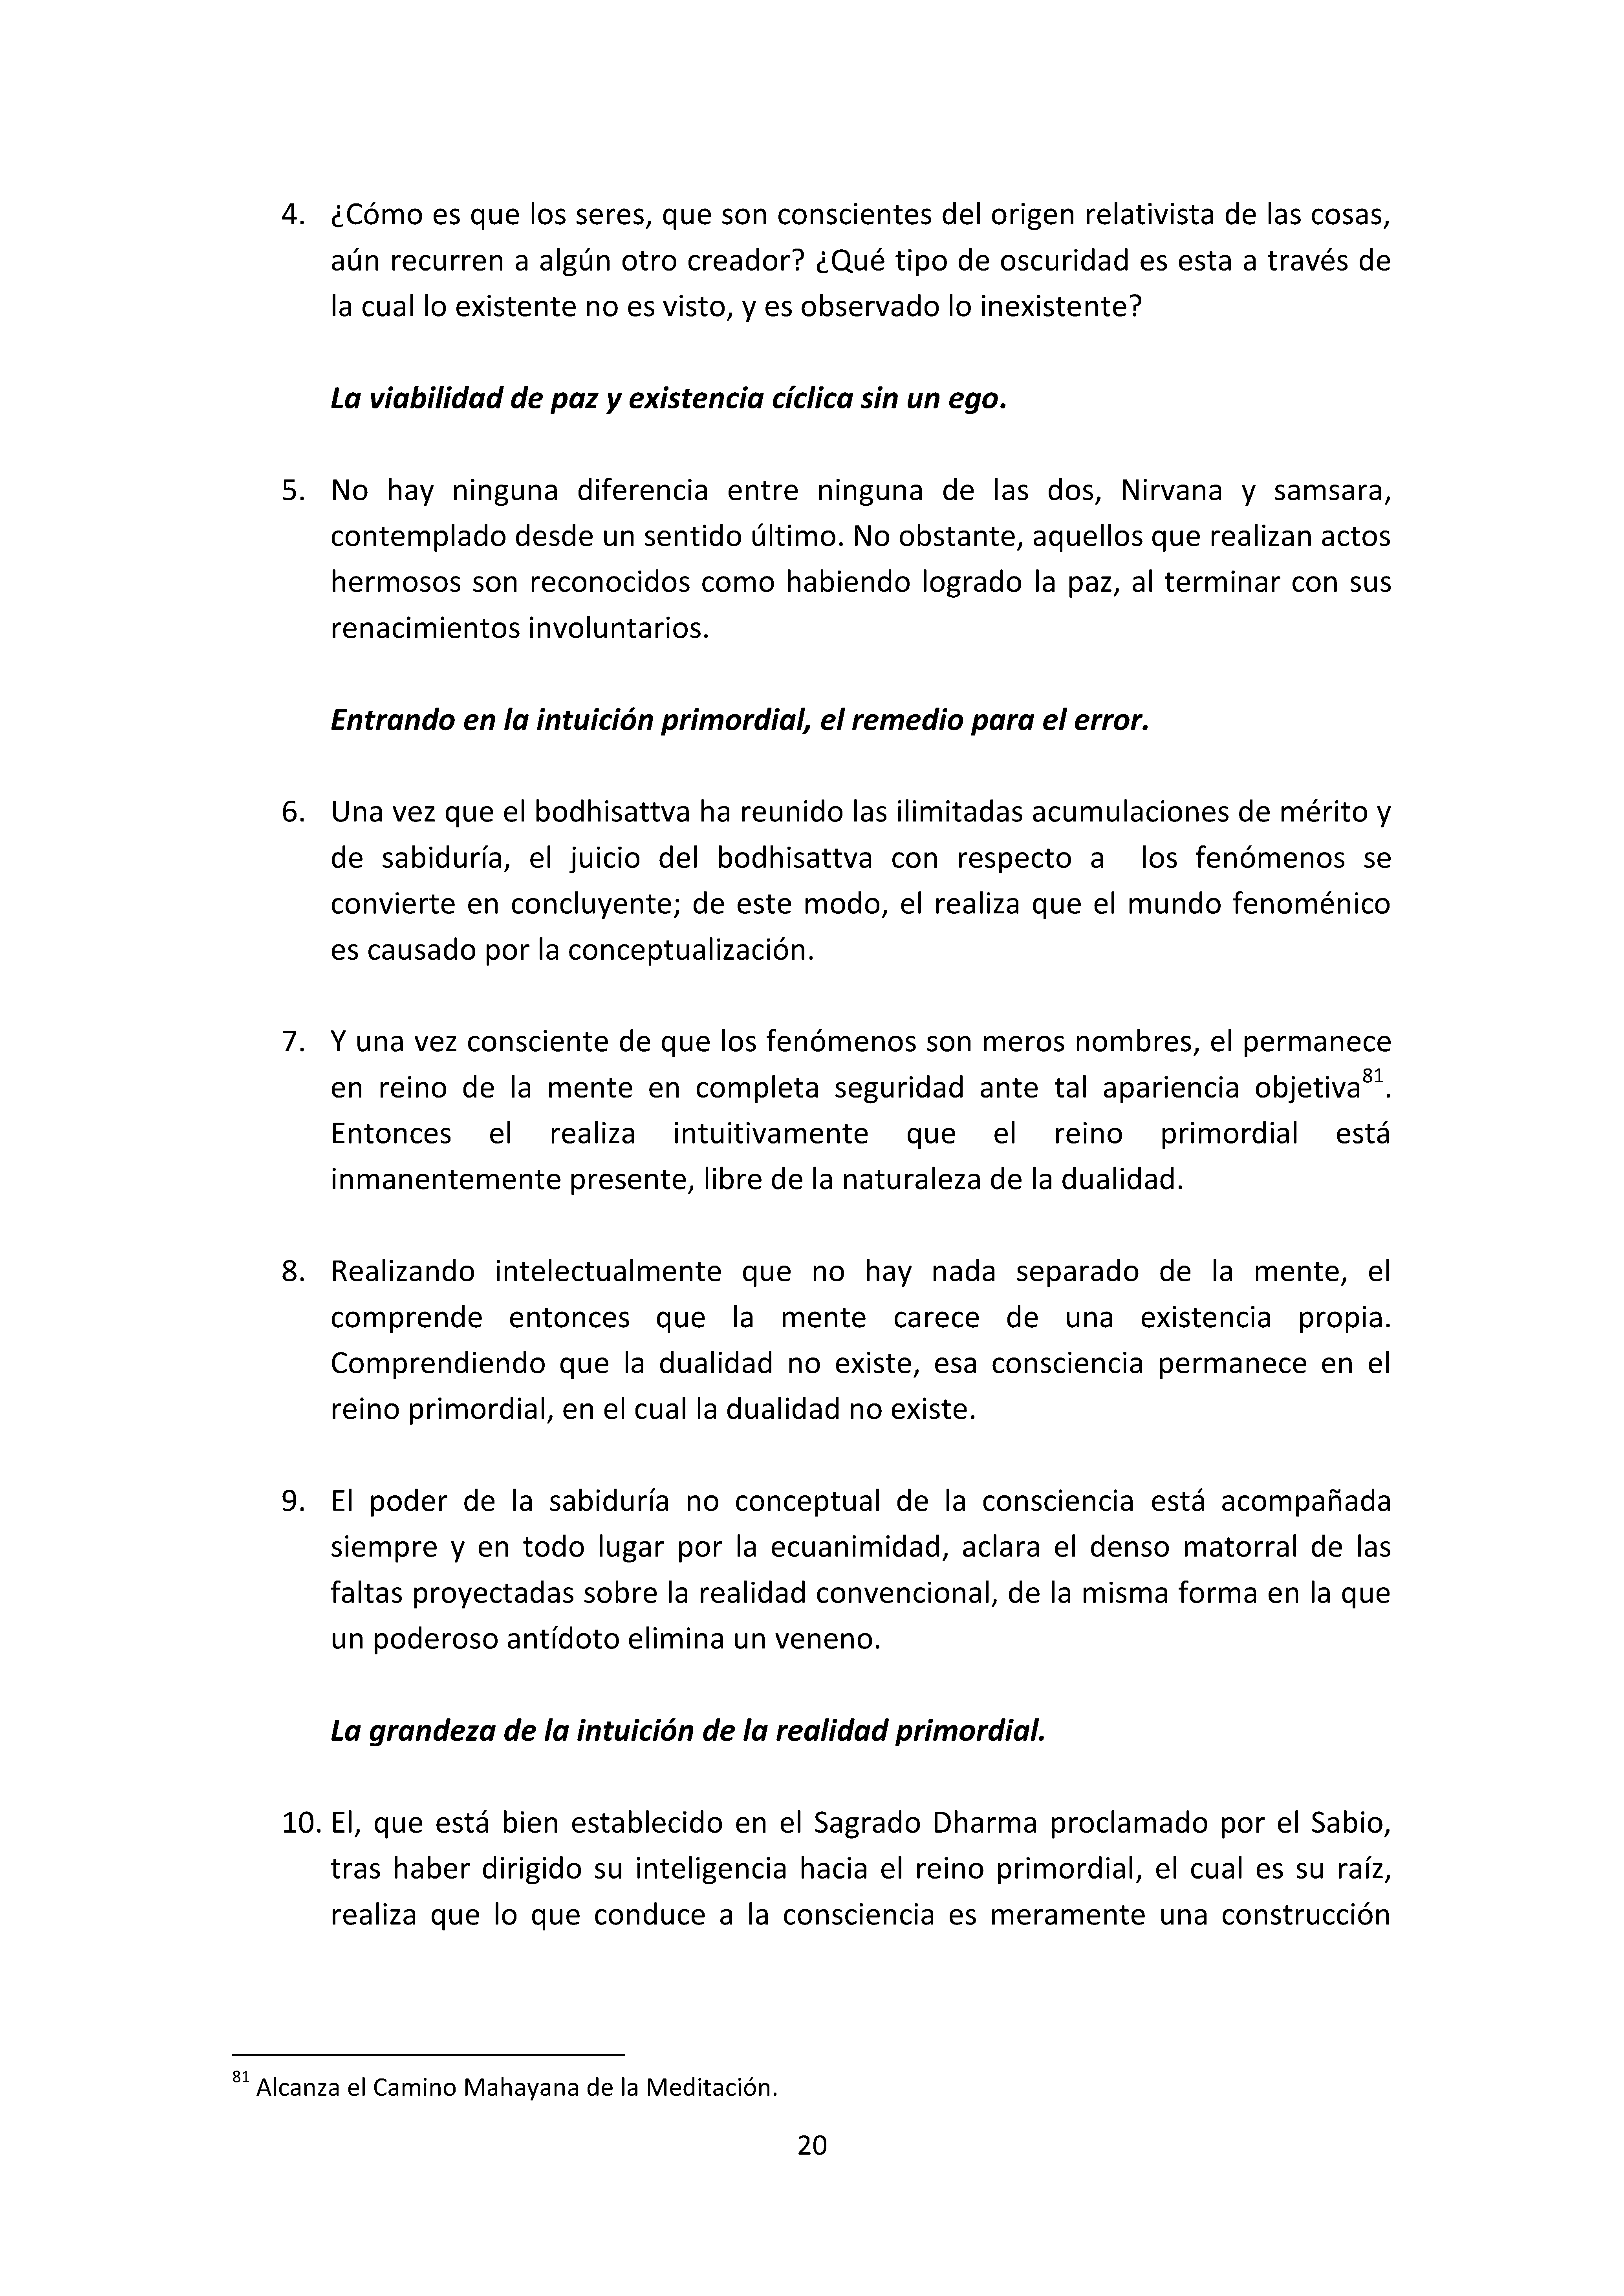 4. ¿Cómo es que los seres, que son conscientes del origen relativista de las cosas,
aún recurren a algún otro creador? ¿Qué tipo de oscuridad es esta a través de
la cual lo existente no es visto, y es observado lo inexistente?
La viabilidad de paz y existencia cíclica sin un ego.
5. No hay ninguna diferencia entre ninguna de las dos, Nirvana y samsara,
contemplado desde un sentido último. No obstante, aquellos que realizan actos
hermosos son reconocidos como habiendo logrado la paz, al terminar con sus
renacimientos involuntarios.
Entrando en la intuición primordial, el remedio para el error.
6. Una vez que el bodhisattva ha reunido las ilimitadas acumulaciones de mérito y
de sabiduría, el juicio del bodhisattva con respecto a los fenómenos se
convierte en concluyente; de este modo, el realiza que el mundo fenoménico
es causado por la conceptualización.
7. Y una vez consciente de que los fenómenos son meros nombres, el permanece
en reino de la mente en completa seguridad ante tal apariencia objetiva81.
Entonces el realiza intuitivamente que el reino primordial está
inmanentemente presente, libre de la naturaleza de la dualidad.
8. Realizando intelectualmente que no hay nada separado de la mente, el
comprende entonces que la mente carece de una existencia propia.
Comprendiendo que la dualidad no existe, esa consciencia permanece en el
reino primordial, en el cual la dualidad no existe.
9. El poder de la sabiduría no conceptual de la consciencia está acompañada
siempre y en todo lugar por la ecuanimidad, aclara el denso matorral de las
faltas proyectadas sobre la realidad convencional, de la misma forma en la que
un poderoso antídoto elimina un veneno.
La grandeza de la intuición de la realidad primordial.
10. El, que está bien establecido en el Sagrado Dharma proclamado por el Sabio,
tras haber dirigido su inteligencia hacia el reino primordial, el cual es su raíz,
realiza que lo que conduce a la consciencia es meramente una construcción
81 Alcanza el Camino Mahayana de la Meditación.
20